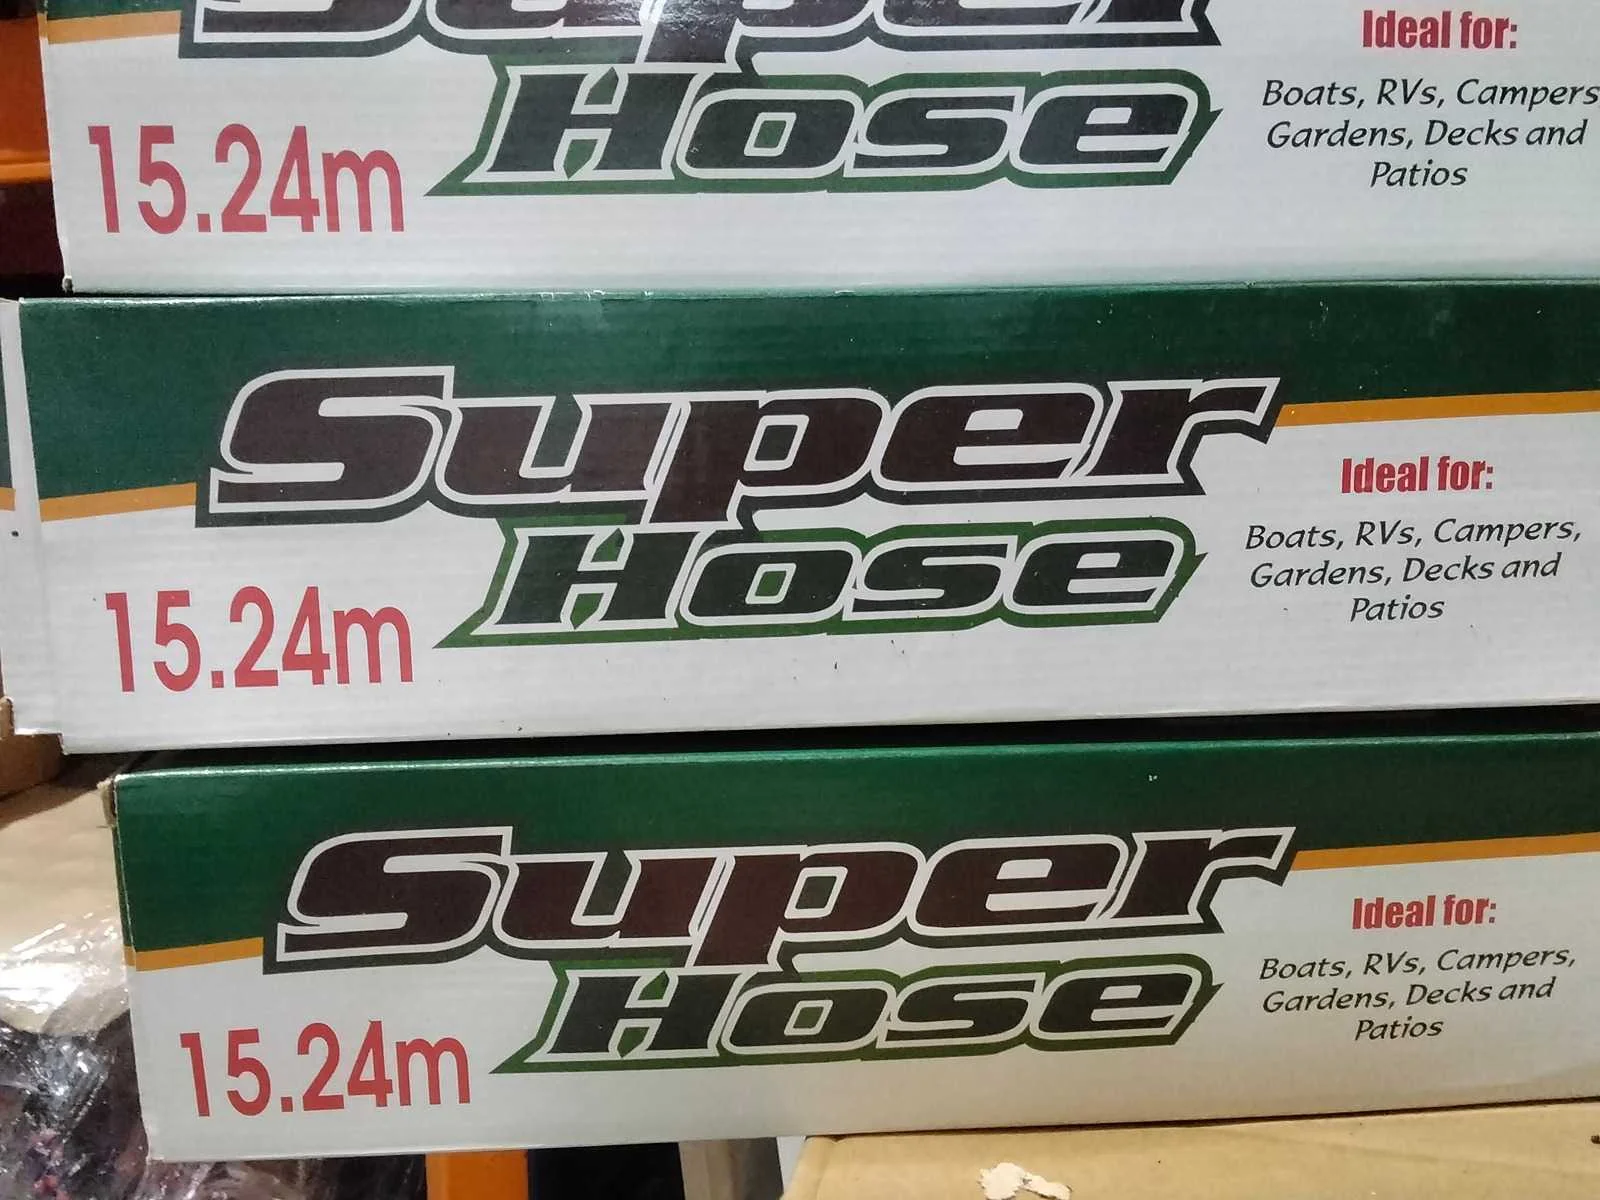 Super
Hose
15.24m
Ideal for:
Boats, RVs, Campers
Gardens, Decks and
Patios
Super
Hose
15.24m
Ideal for:
Boats, RVs, Campers,
Gardens, Decks and
Patios
Super
Hose
15.24m
Ideal for:
Boats, RVs, Campers,
Gardens, Decks and
Patios